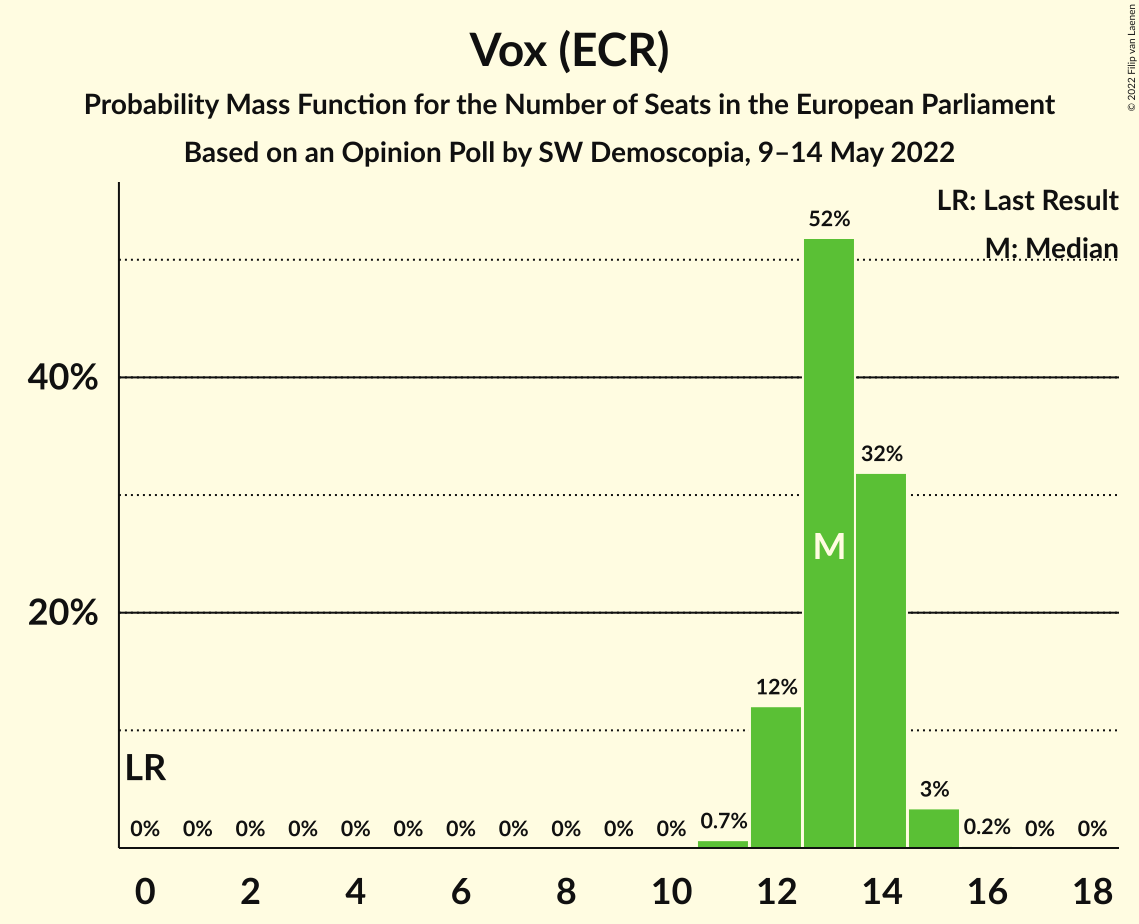 Vox (ECR)
Probability Mass Function for the Number of Seats in the European Parliament
Based on an Opinion Poll by SW Demoscopia, 9–14 May 2022
© 2022 Filip van Laenen
LR: Last Result
M: Median
52%
40%
32%
M
20%
12%
LR
3%
0% 0% 0% 0% 0% 0% 0% 0% 0% 0% 0% 0.7% 0.2% 0% 0%
0 2 4 6 8 10 12 14 16 18